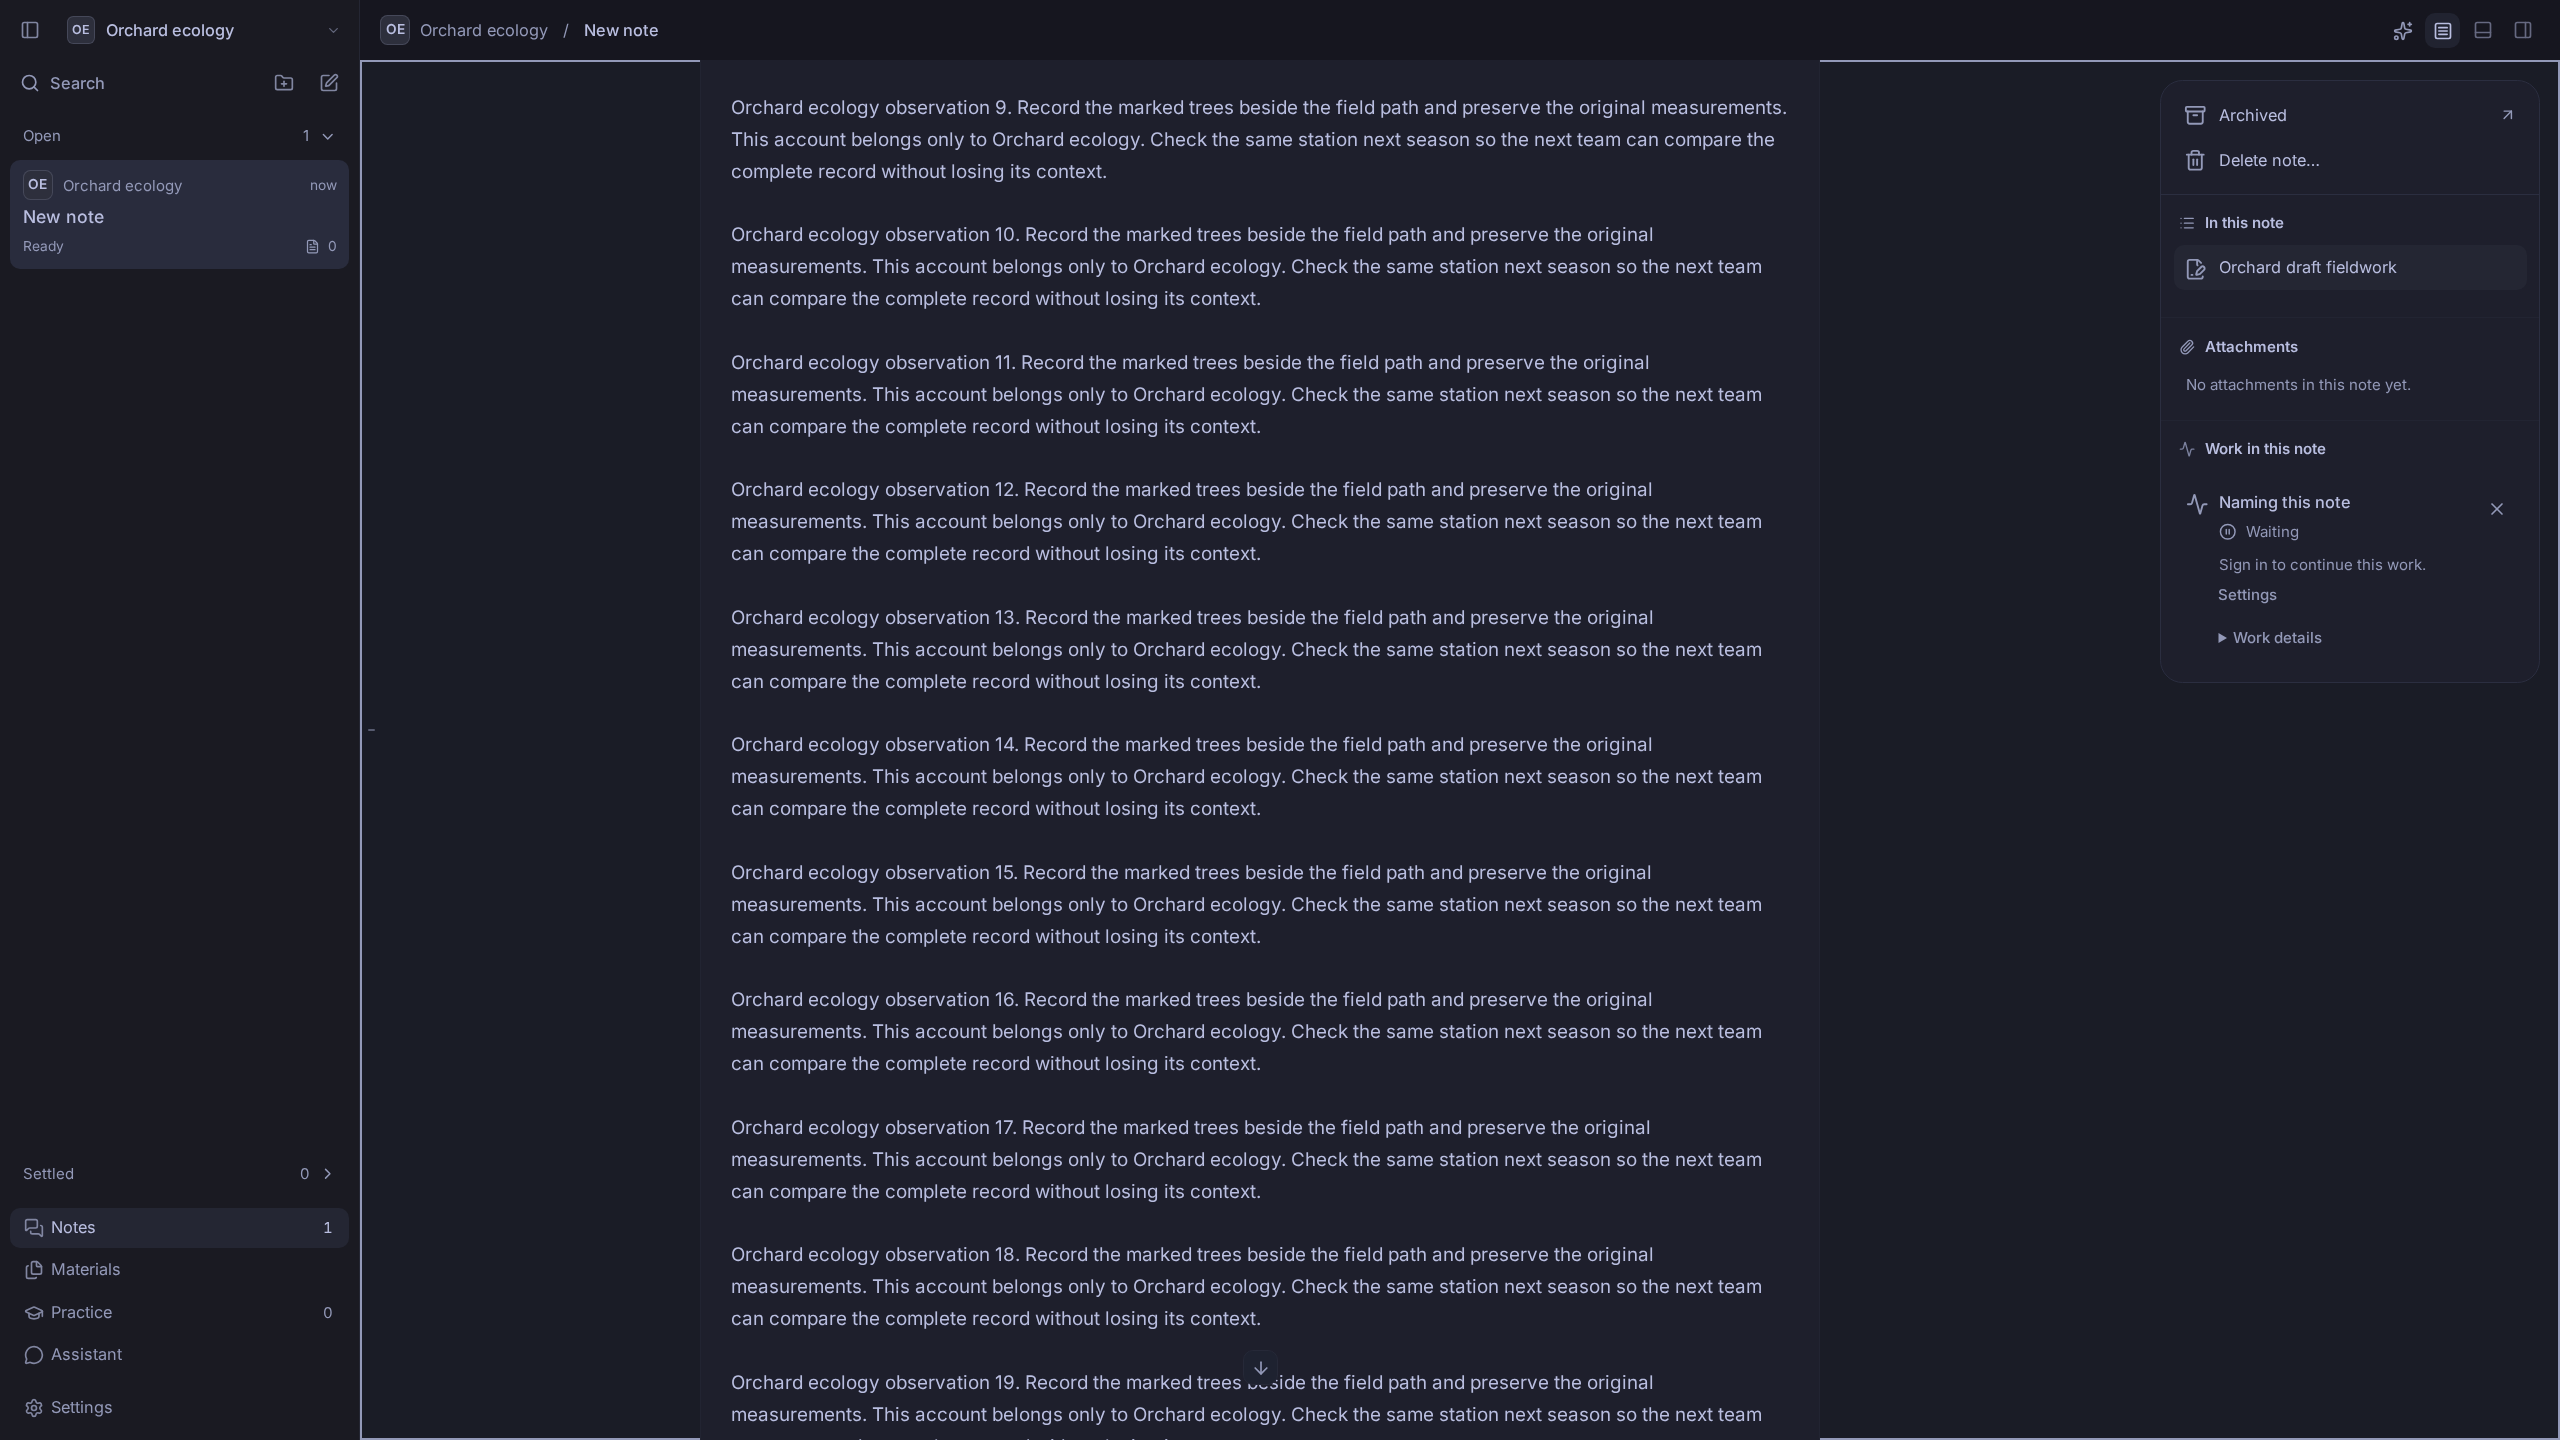 OE Orchard ecology
Search
Open 1
OE Orchard ecology now
New note
Ready 0
Settled 0
Notes 1
Materials
Practice 0
Assistant
Settings
OE Orchard ecology / New note
Orchard ecology observation 9. Record the marked trees beside the field path and preserve the original measurements.
This account belongs only to Orchard ecology. Check the same station next season so the next team can compare the
complete record without losing its context.
Orchard ecology observation 10. Record the marked trees beside the field path and preserve the original
measurements. This account belongs only to Orchard ecology. Check the same station next season so the next team
can compare the complete record without losing its context.
Orchard ecology observation 11. Record the marked trees beside the field path and preserve the original
measurements. This account belongs only to Orchard ecology. Check the same station next season so the next team
can compare the complete record without losing its context.
Orchard ecology observation 12. Record the marked trees beside the field path and preserve the original
measurements. This account belongs only to Orchard ecology. Check the same station next season so the next team
can compare the complete record without losing its context.
Orchard ecology observation 13. Record the marked trees beside the field path and preserve the original
measurements. This account belongs only to Orchard ecology. Check the same station next season so the next team
can compare the complete record without losing its context.
Orchard ecology observation 14. Record the marked trees beside the field path and preserve the original
measurements. This account belongs only to Orchard ecology. Check the same station next season so the next team
can compare the complete record without losing its context.
Orchard ecology observation 15. Record the marked trees beside the field path and preserve the original
measurements. This account belongs only to Orchard ecology. Check the same station next season so the next team
can compare the complete record without losing its context.
Orchard ecology observation 16. Record the marked trees beside the field path and preserve the original
measurements. This account belongs only to Orchard ecology. Check the same station next season so the next team
can compare the complete record without losing its context.
Orchard ecology observation 17. Record the marked trees beside the field path and preserve the original
measurements. This account belongs only to Orchard ecology. Check the same station next season so the next team
can compare the complete record without losing its context.
Orchard ecology observation 18. Record the marked trees beside the field path and preserve the original
measurements. This account belongs only to Orchard ecology. Check the same station next season so the next team
can compare the complete record without losing its context.
Orchard ecology observation 19. Record the marked trees beside the field path and preserve the original
measurements. This account belongs only to Orchard ecology. Check the same station next season so the next team
Archived
Delete note...
In this note
Orchard draft fieldwork
Attachments
No attachments in this note yet.
Work in this note
Naming this note
Waiting
Sign in to continue this work.
Settings
Work details